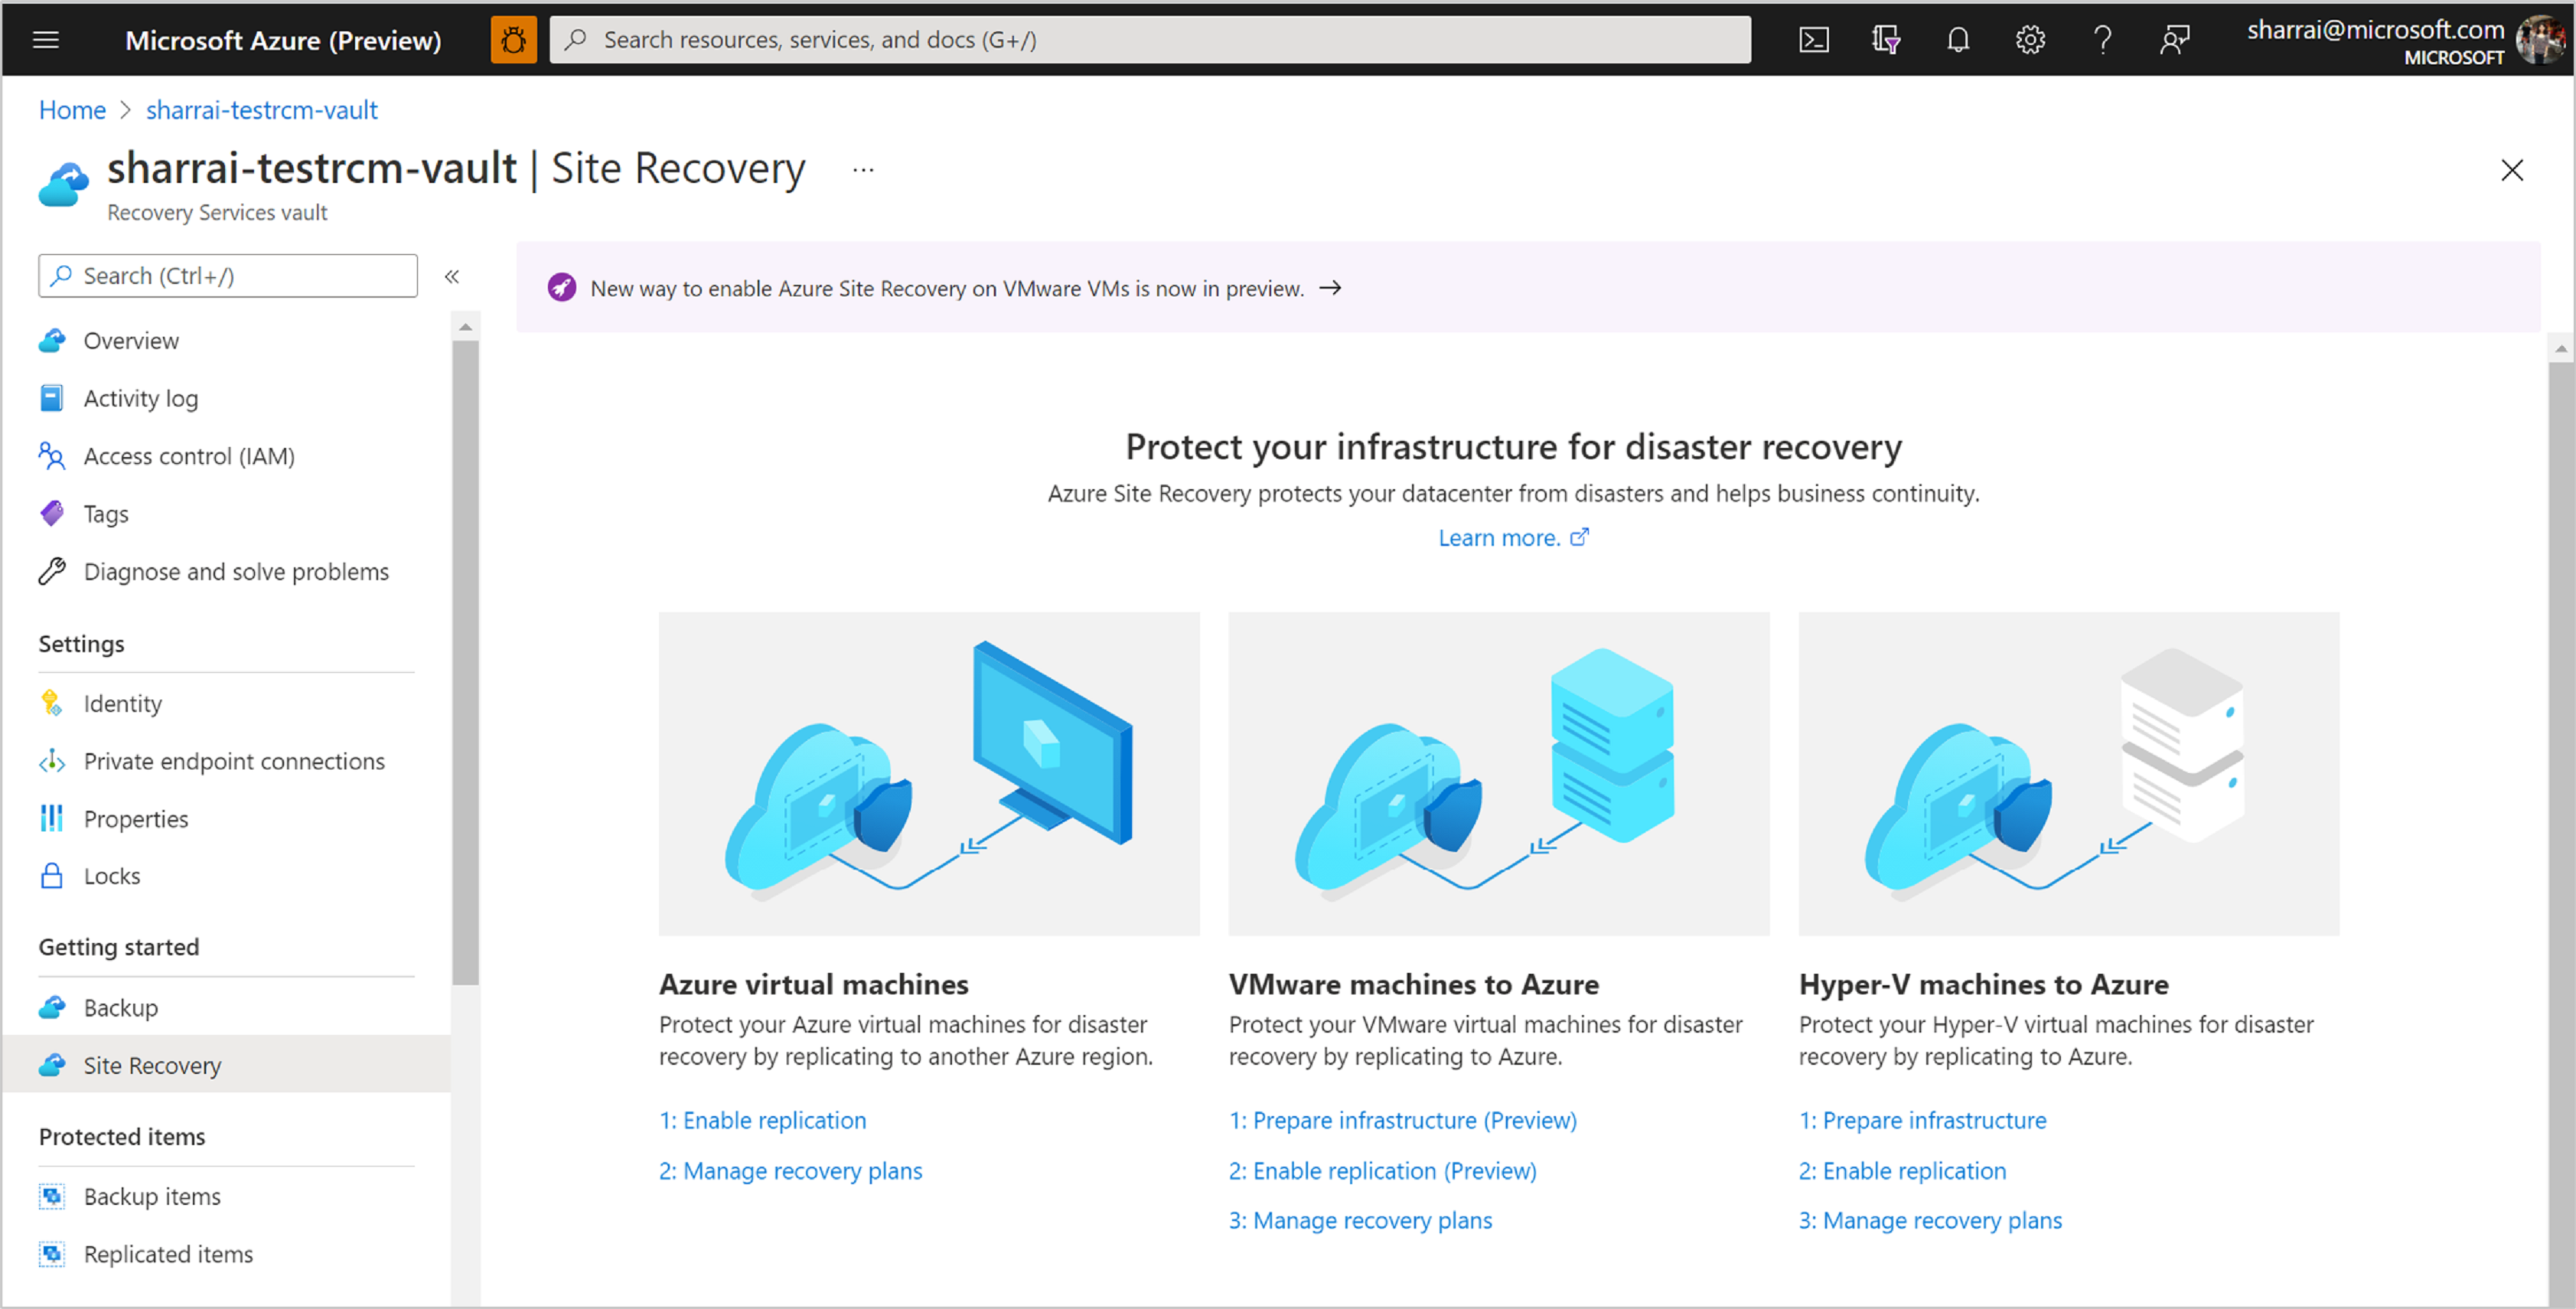 Microsoft Azure (Preview)
Search resources, services, and docs (G+/)
sharrai@microsoft.com
MICROSOFT
Home > sharrai-testrcm-vault
sharrai-testrcm-vault | Site Recovery ...
Recovery Services vault
Search (Ctrl+/)
Overview
Activity log
Access control (IAM)
Tags
Diagnose and solve problems
Settings
Identity
Private endpoint connections
Properties
Locks
Getting started
Backup
Site Recovery
Protected items
Backup items
Replicated items
New way to enable Azure Site Recovery on VMware VMs is now in preview. →
Protect your infrastructure for disaster recovery
Azure Site Recovery protects your datacenter from disasters and helps business continuity.
Learn more.
Azure virtual machines
Protect your Azure virtual machines for disaster
recovery by replicating to another Azure region.
1: Enable replication
2: Manage recovery plans
VMware machines to Azure
Protect your VMware virtual machines for disaster
recovery by replicating to Azure.
1: Prepare infrastructure (Preview)
2: Enable replication (Preview)
3: Manage recovery plans
Hyper-V machines to Azure
Protect your Hyper-V virtual machines for disaster
recovery by replicating to Azure.
1: Prepare infrastructure
2: Enable replication
3: Manage recovery plans